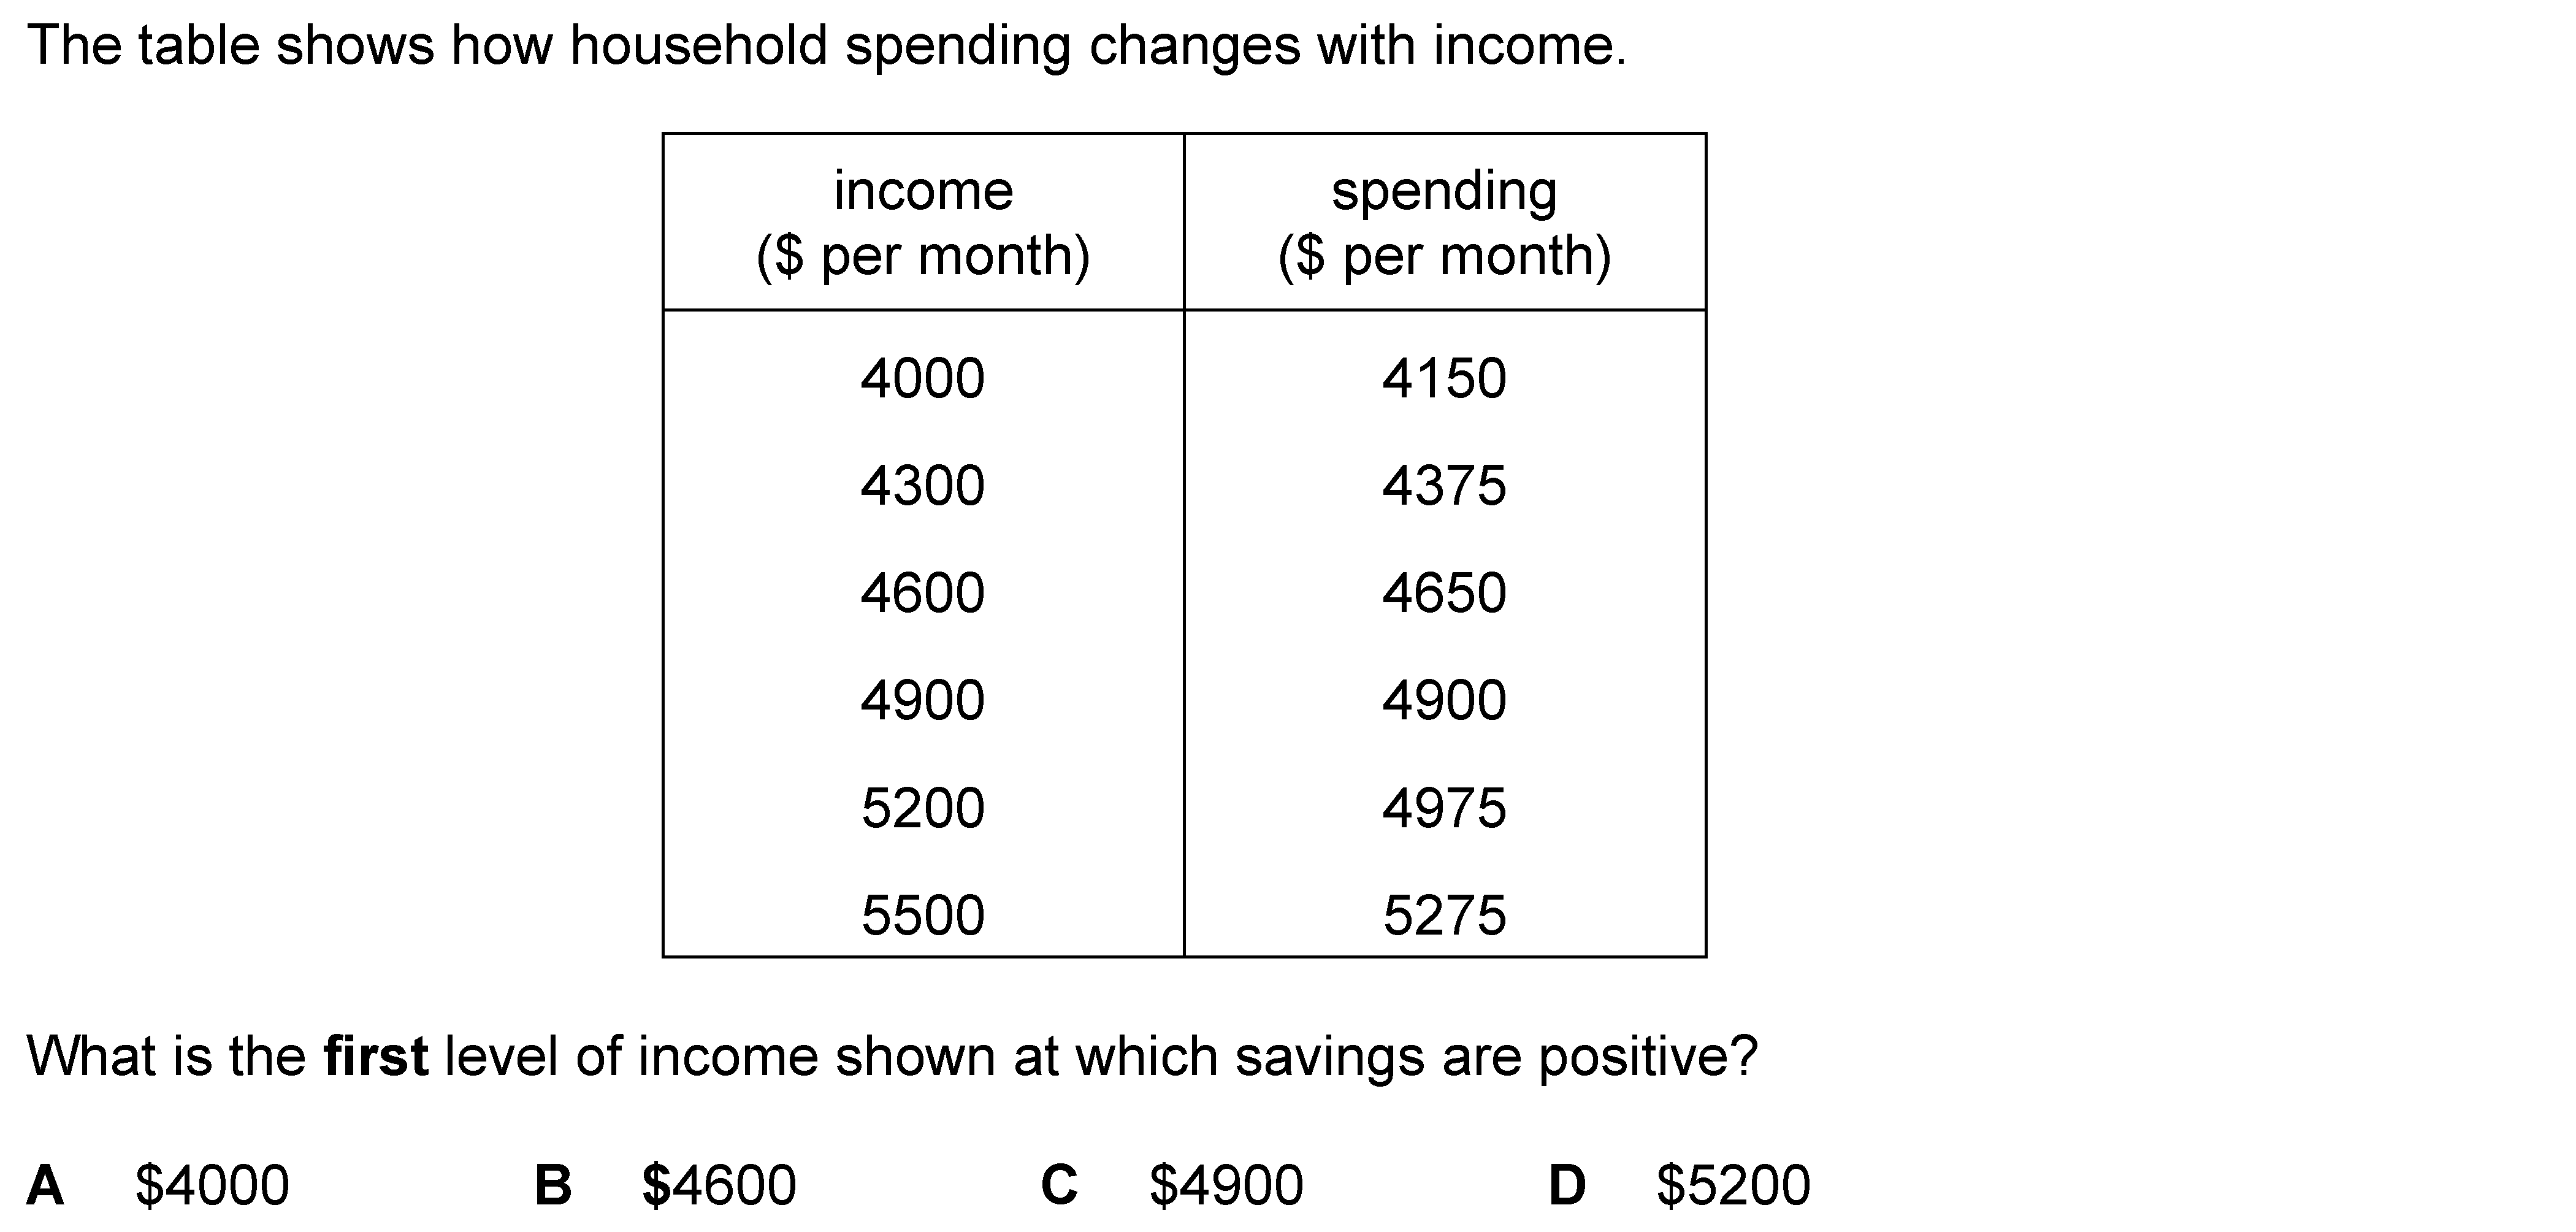 The table shows how household spending changes with income.
income spending
($ per month) ($ per month)
4000 4150
4300 4375
4600 4650
4900 4900
5200 4975
5500 5275
What is the first level of income shown at which savings are positive?
A $4000 B $4600 C $4900 D $5200